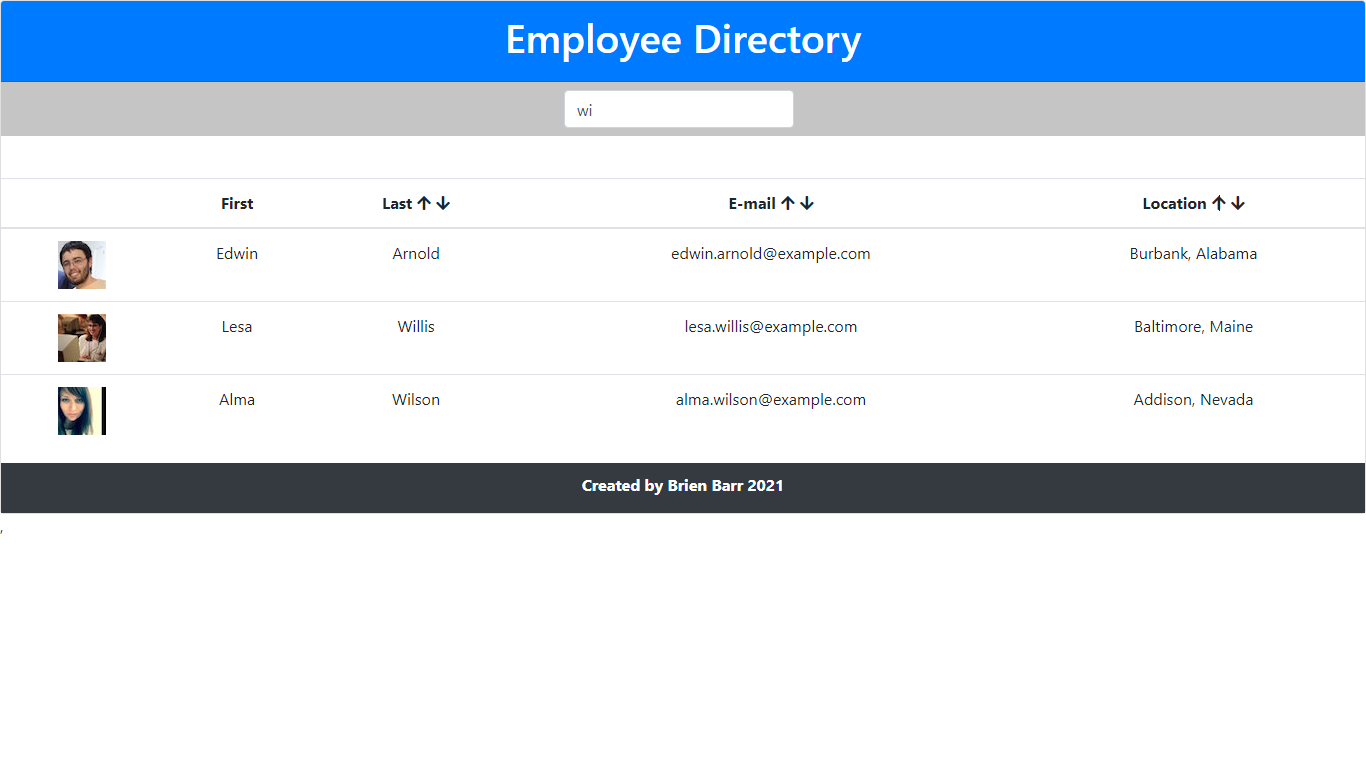 Employee Directory
wi
First Last ↑ ↓ E-mail ↑ ↓ Location ↑ ↓
Edwin Arnold edwin.arnold@example.com Burbank, Alabama
Lesa Willis lesa.willis@example.com Baltimore, Maine
Alma Wilson alma.wilson@example.com Addison, Nevada
Created by Brien Barr 2021
,